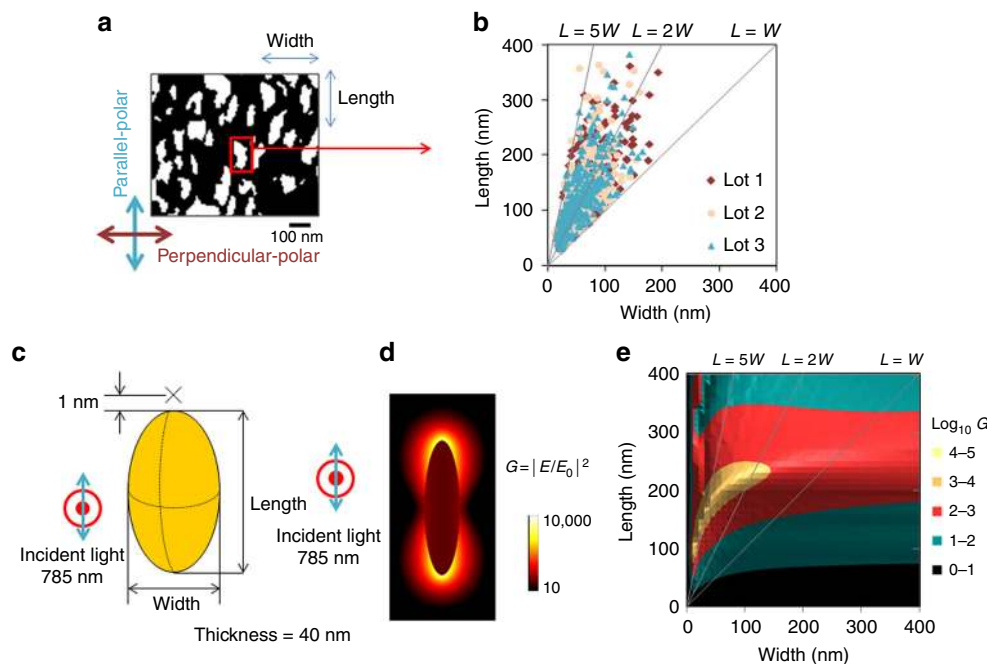 a
Width
Length
Parallel-polar
100 nm
Perpendicular-polar
b
L = 5W L = 2W L = W
400
300
200
100
0
Length (nm)
Lot 1
Lot 2
Lot 3
0 100 200 300 400
Width (nm)
c
1 nm
Length
Incident light
785 nm
Incident light
785 nm
Width
Thickness = 40 nm
d
G = | E/E0 | 2
10,000
10
e
L = 5W L = 2W L = W
400
300
200
100
0
Length (nm)
Log10 G
4–5
3–4
2–3
1–2
0–1
0 100 200 300 400
Width (nm)